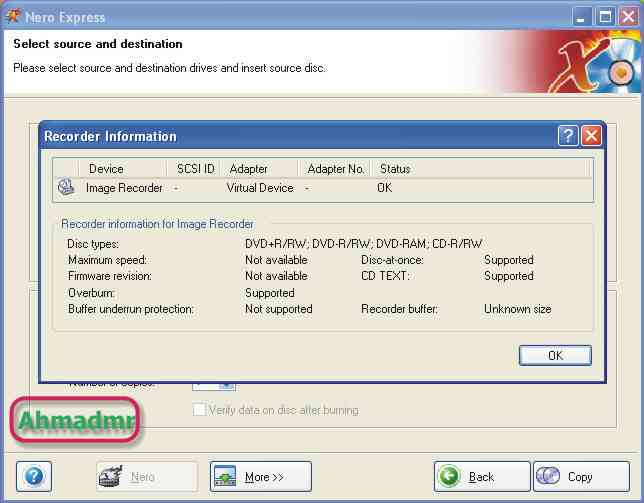 Nero Express
Select source and destination
Please select source and destination drives and insert source disc.
Recorder Information
Device SCSI ID Adapter Adapter No. Status
Image Recorder - Virtual Device - OK
Recorder information for Image Recorder
Disc types: DVD+R/RW; DVD-R/RW; DVD-RAM; CD-R/RW
Maximum speed: Not available Disc-at-once: Supported
Firmware revision: Not available CD TEXT: Supported
Overburn: Supported
Buffer underrun protection: Not supported Recorder buffer: Unknown size
OK
Number of copies:
Ahmadmr
Verify data on disc after burning
Nero
More >>
Back
Copy